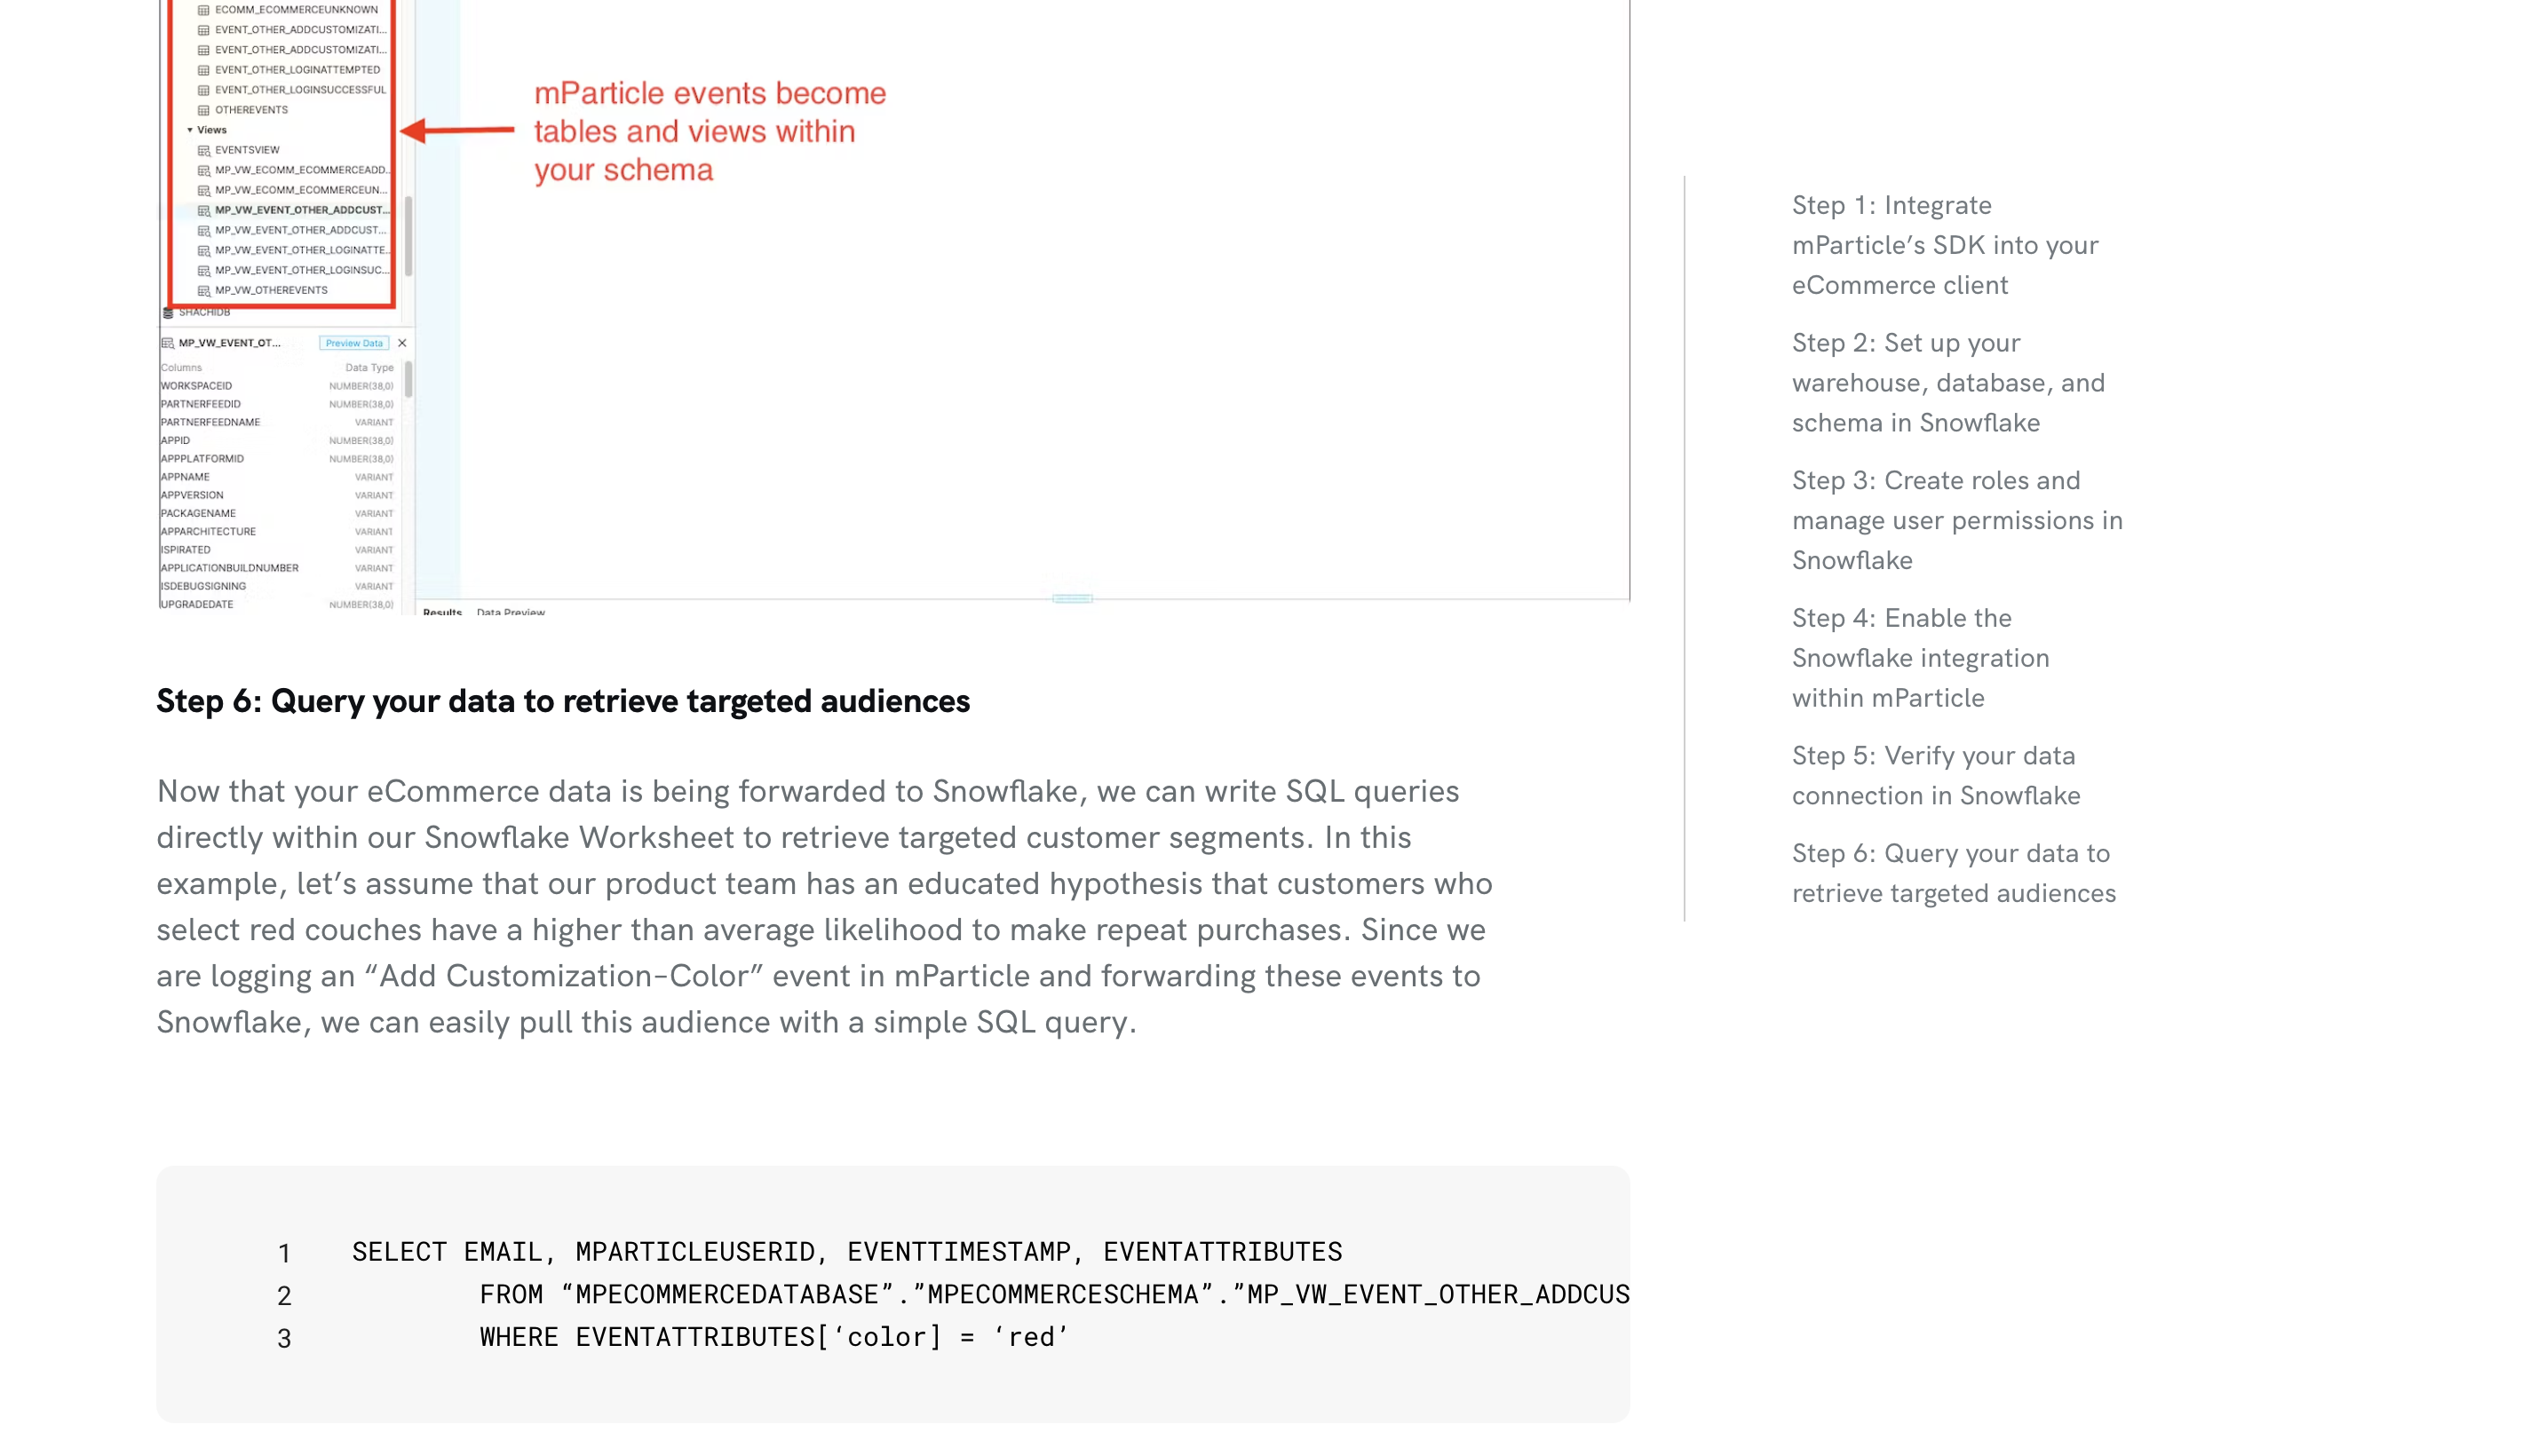 ECOMM_ECOMMERCEUNKNOWN
EVENT_OTHER_ADDCUSTOMIZATI...
EVENT_OTHER_ADDCUSTOMIZATI...
EVENT_OTHER_LOGINATTEMPTED
EVENT_OTHER_LOGINSUCCESSFUL
OTHEREVENTS
Views
EVENTSVIEW
MP_VW_ECOMM_ECOMMERCEADD...
MP_VW_ECOMM_ECOMMERCEUN...
MP_VW_EVENT_OTHER_ADDCUST...
MP_VW_EVENT_OTHER_ADDCUST...
MP_VW_EVENT_OTHER_LOGINATTE...
MP_VW_EVENT_OTHER_LOGINSUC...
MP_VW_OTHEREVENTS
SHACHIDB
mParticle events become
tables and views within
your schema
MP_VW_EVENT_OT... Preview Data
Columns Data Type
WORKSPACEID NUMBER(38,0)
PARTNERFEEDID NUMBER(38,0)
PARTNERFEEDNAME VARIANT
APPID NUMBER(38,0)
APPPLATFORMID NUMBER(38,0)
APPNAME VARIANT
APPVERSION VARIANT
PACKAGENAME VARIANT
APPARCHITECTURE VARIANT
ISPIRATED VARIANT
APPLICATIONBUILDNUMBER VARIANT
ISDEBUGSIGNING VARIANT
UPGRADEDATE NUMBER(38,0)
Results Data Preview
Step 6: Query your data to retrieve targeted audiences
Now that your eCommerce data is being forwarded to Snowflake, we can write SQL queries
directly within our Snowflake Worksheet to retrieve targeted customer segments. In this
example, let’s assume that our product team has an educated hypothesis that customers who
select red couches have a higher than average likelihood to make repeat purchases. Since we
are logging an “Add Customization–Color” event in mParticle and forwarding these events to
Snowflake, we can easily pull this audience with a simple SQL query.
1 SELECT EMAIL, MPARTICLEUSERID, EVENTTIMESTAMP, EVENTATTRIBUTES
2 FROM “MPECOMMERCEDATABASE”.”MPECOMMERCESCHEMA”.”MP_VW_EVENT_OTHER_ADDCUS
3 WHERE EVENTATTRIBUTES[‘color] = ‘red’
Step 1: Integrate
mParticle’s SDK into your
eCommerce client
Step 2: Set up your
warehouse, database, and
schema in Snowflake
Step 3: Create roles and
manage user permissions in
Snowflake
Step 4: Enable the
Snowflake integration
within mParticle
Step 5: Verify your data
connection in Snowflake
Step 6: Query your data to
retrieve targeted audiences